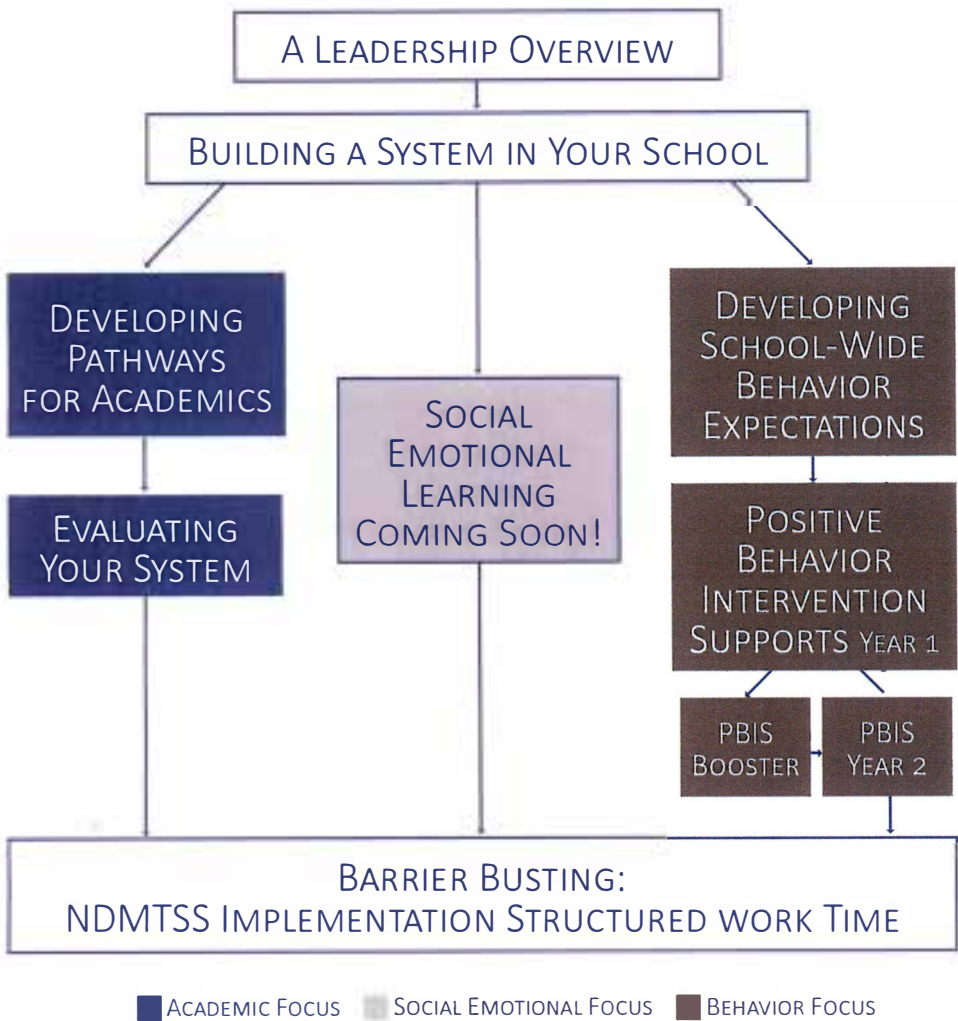 A Leadership Overview
Building a System in Your School
Developing
Pathways
for Academics
Evaluating
Your System
Social
Emotional
Learning
Coming Soon!
Developing
School-Wide
Behavior
Expectations
Positive
Behavior
Intervention
Supports Year 1
PBIS
Booster
PBIS
Year 2
Barrier Busting:
NDMTSS Implementation Structured work Time
Academic Focus
Social Emotional Focus
Behavior Focus